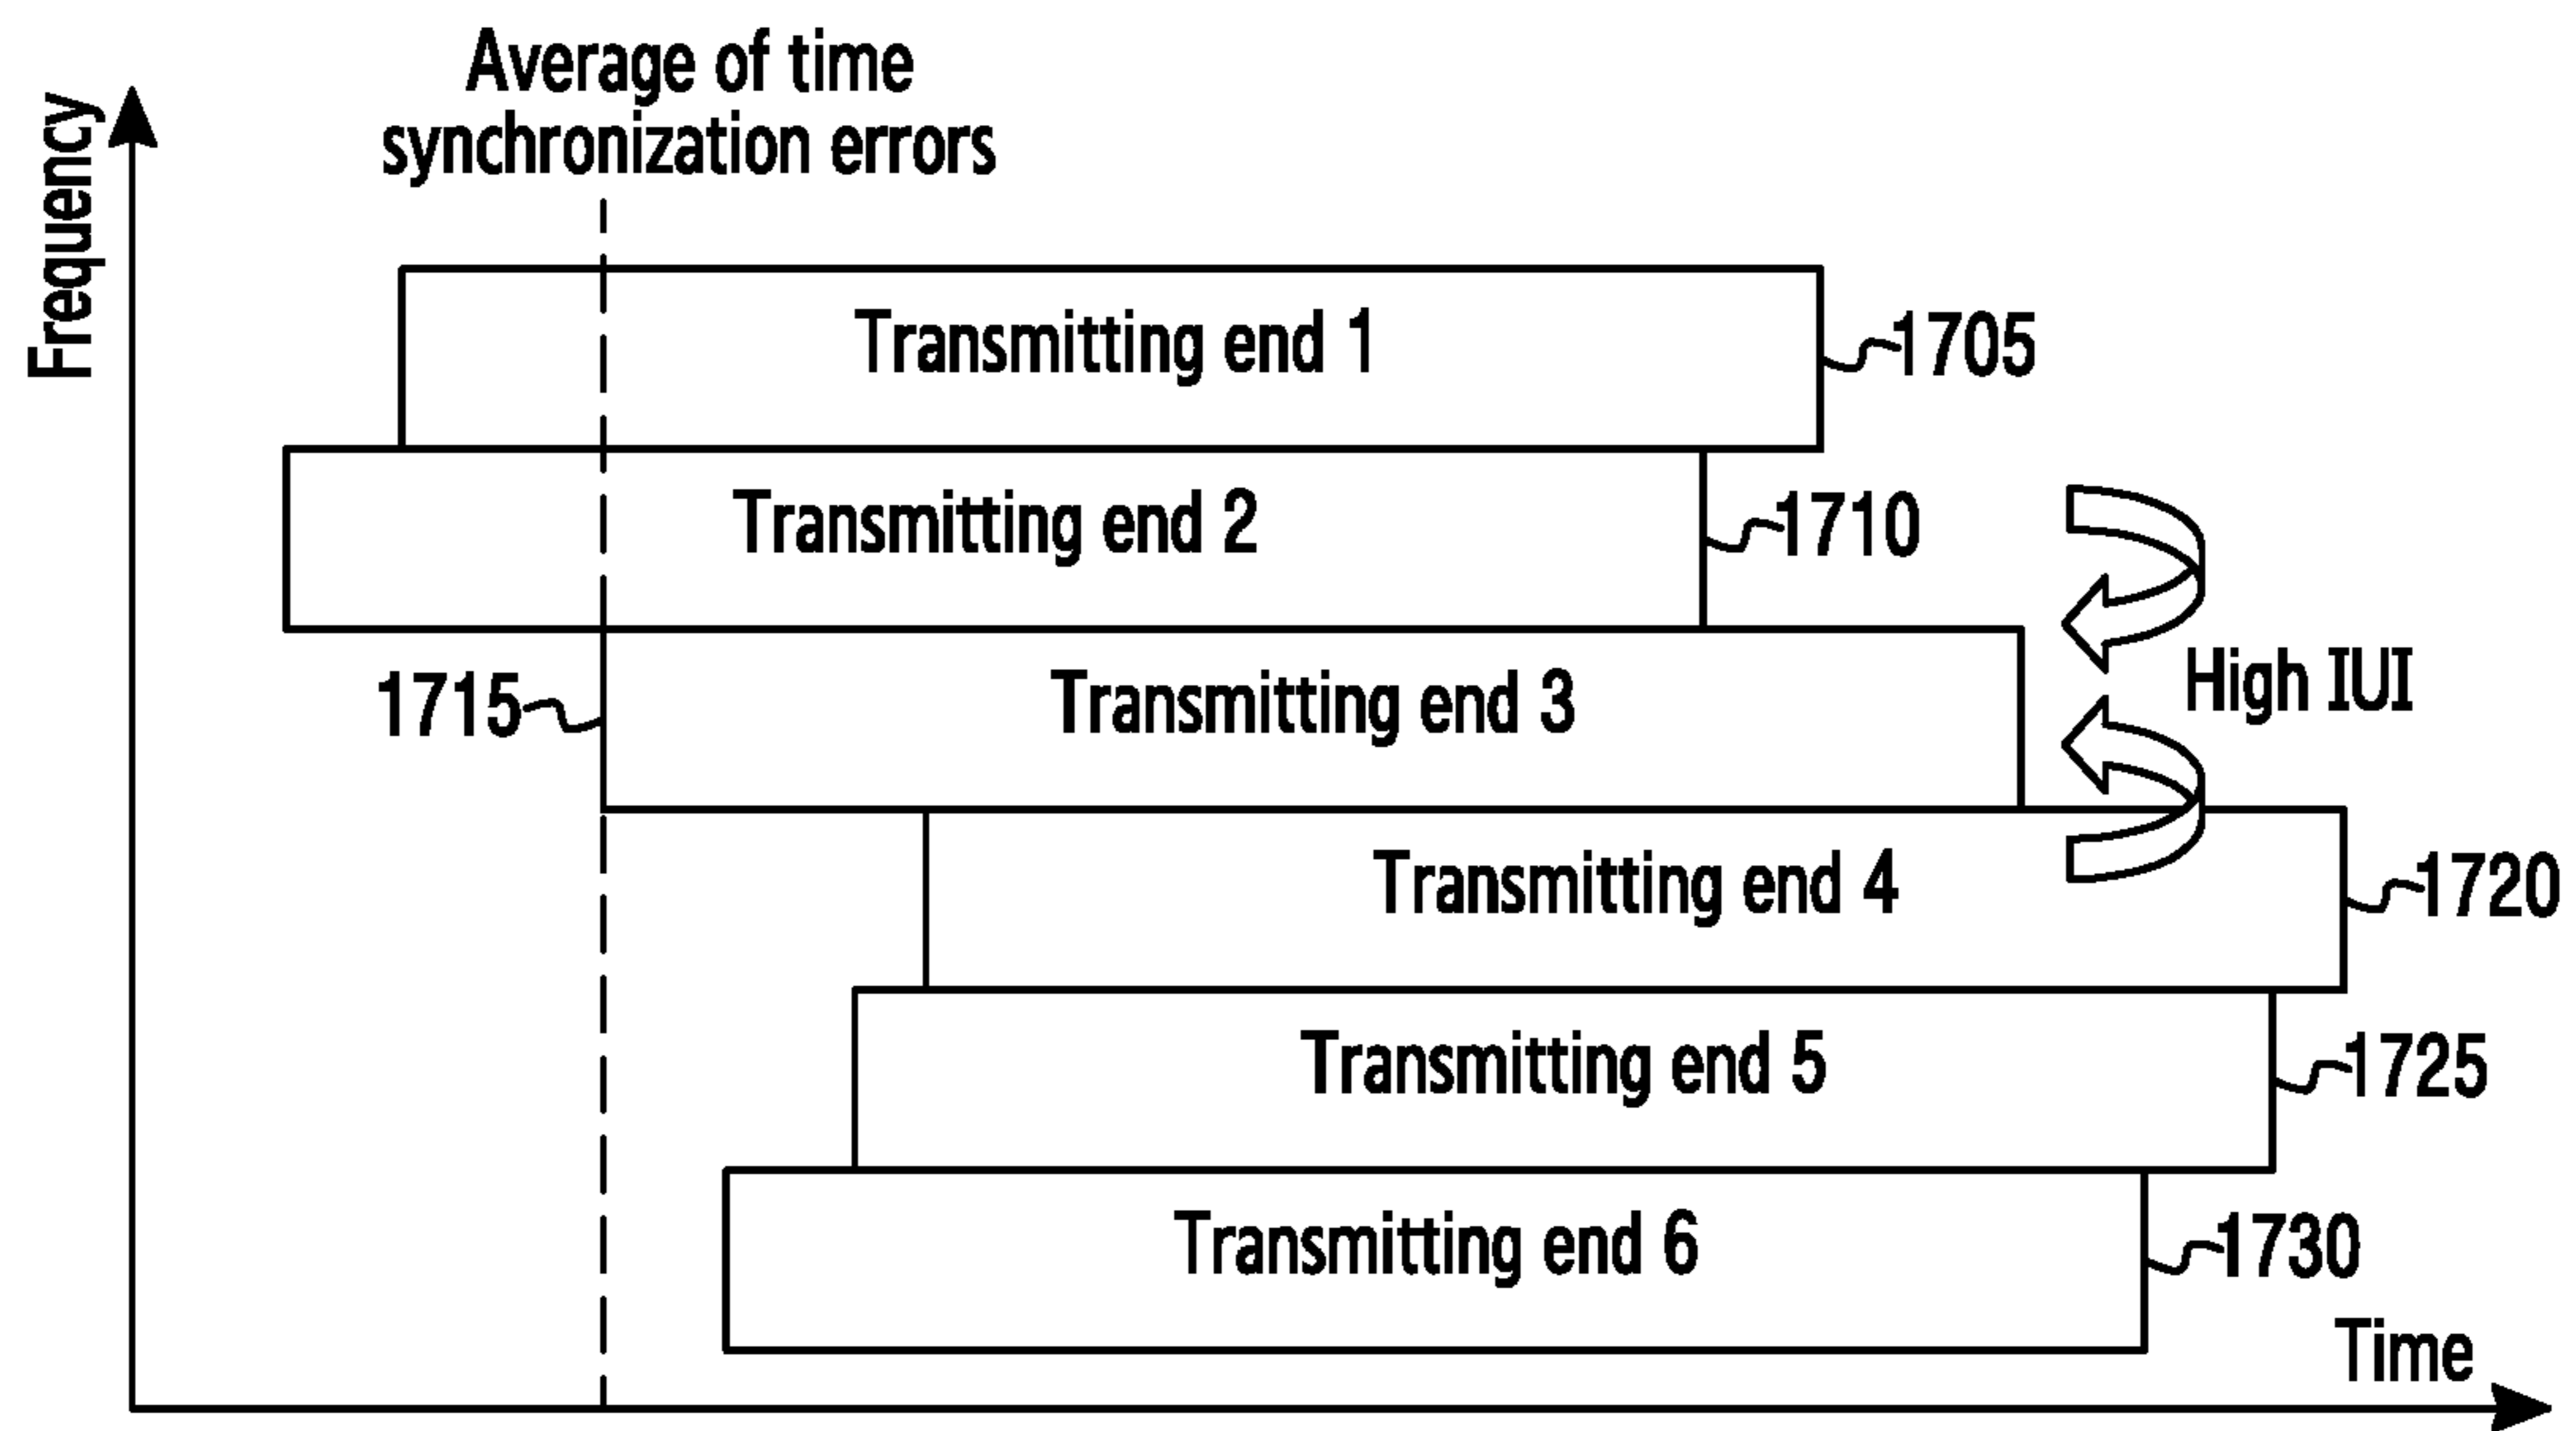 Average of time
synchronization errors
Frequency
Transmitting end 1
1705
Transmitting end 2
1710
1715
Transmitting end 3
High IUI
Transmitting end 4
1720
Transmitting end 5
1725
Transmitting end 6
1730
Time